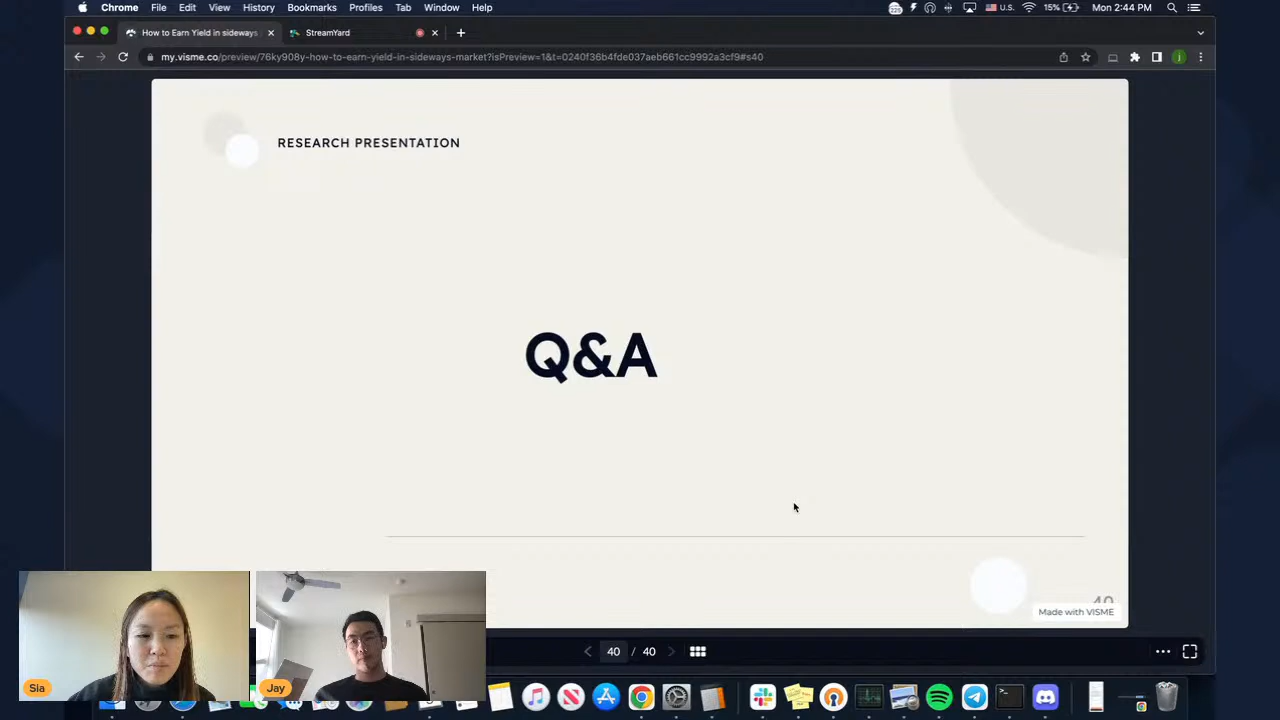 Chrome File Edit View History Bookmarks Profiles Tab Window Help
225 U.S. 15% Mon 2:44 PM
How to Earn Yield in sideways
StreamYard
my.visme.co/preview/76ky908y-how-to-earn-yield-in-sideways-market?isPreview=1&t=0240f36b4fde037aeb661cc9992a3cf9#s40
RESEARCH PRESENTATION
Q&A
40
Made with VISME
40 / 40
Sia
Jay